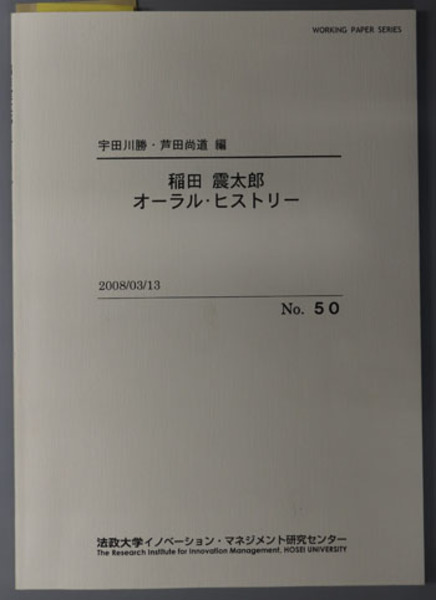 WORKING PAPER SERIES
宇田川勝・芦田尚道 編
稲田 震太郎
オーラル・ヒストリー
2008/03/13
No. 50
法政大学イノベーション・マネジメント研究センター
The Research Institute for Innovation Management, HOSEI UNIVERSITY